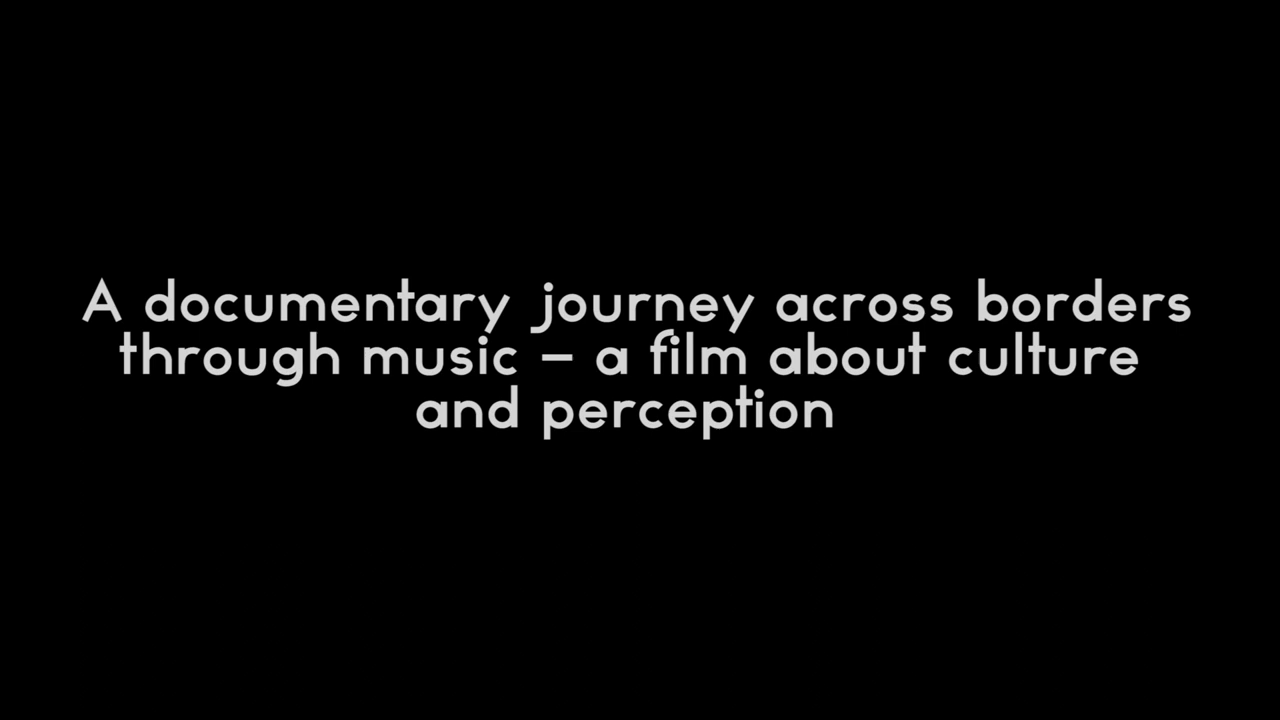 A documentary journey across borders
through music – a film about culture
and perception